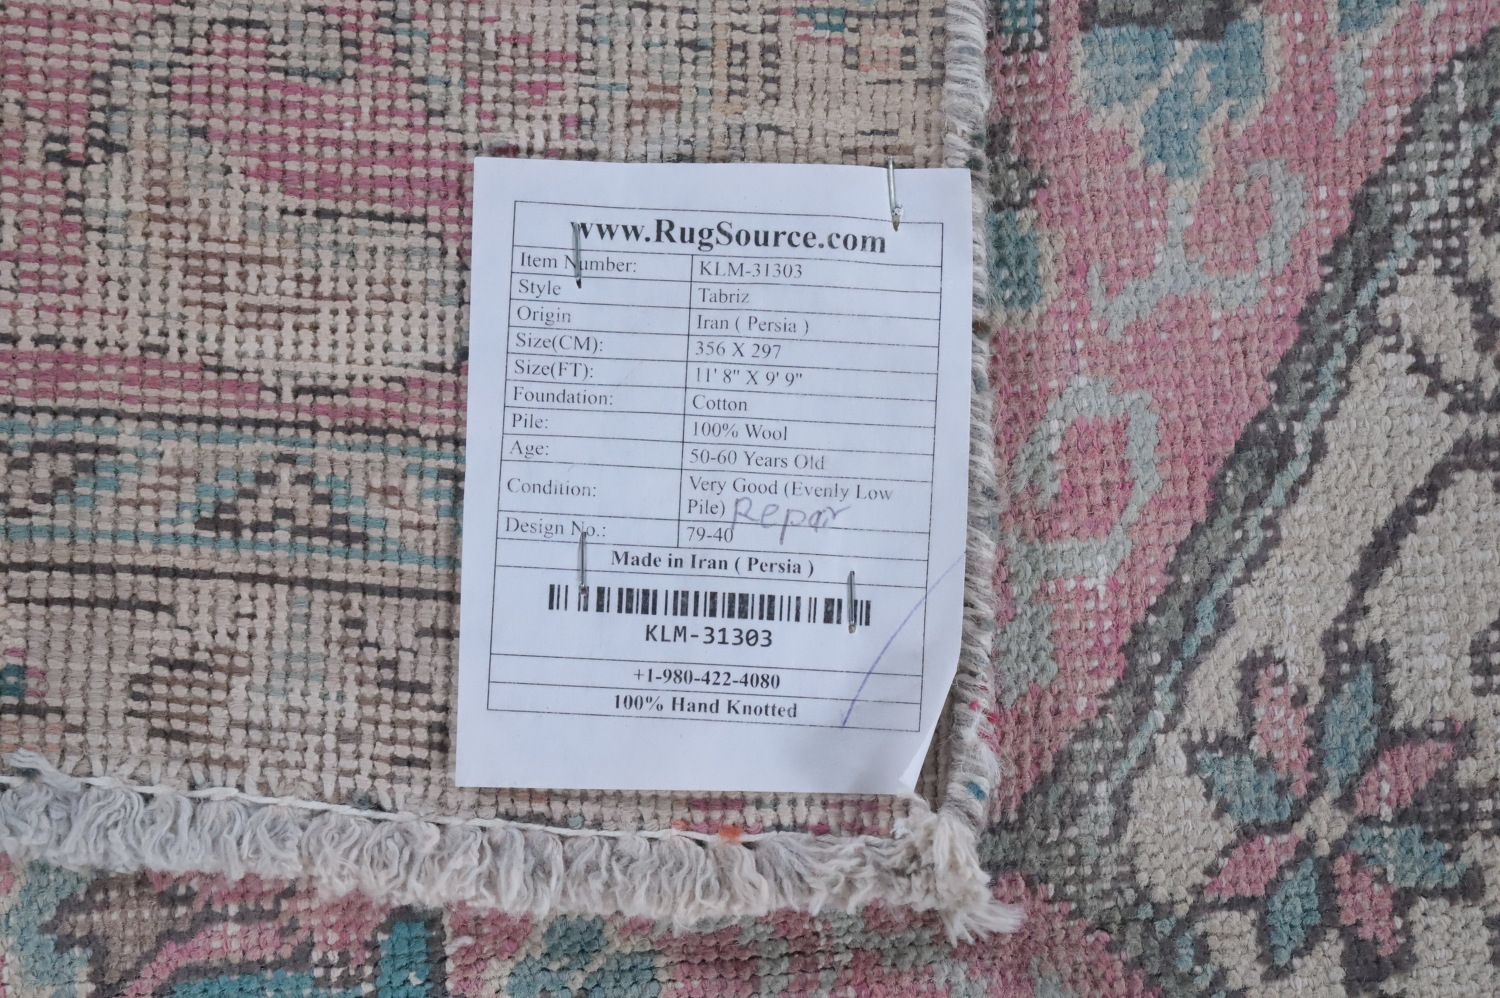 www.RugSource.com
Item Number: KLM-31303
Style Tabriz
Origin Iran ( Persia )
Size(CM): 356 X 297
Size(FT): 11' 8" X 9' 9"
Foundation: Cotton
Pile: 100% Wool
Age: 50-60 Years Old
Condition: Very Good (Evenly Low
Pile) Repair
Design No.: 79-40
Made in Iran ( Persia )
KLM-31303
+1-980-422-4080
100% Hand Knotted